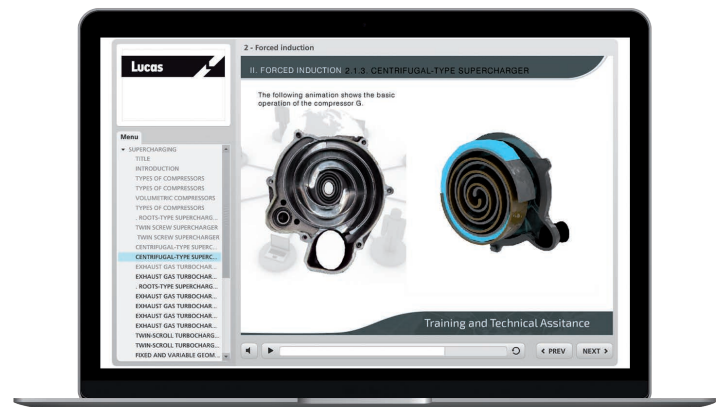 Lucas
2 - Forced induction
II. FORCED INDUCTION 2.1.3. CENTRIFUGAL-TYPE SUPERCHARGER
The following animation shows the basic
operation of the compressor G.
Menu
SUPERCHARGING
TITLE
INTRODUCTION
TYPES OF COMPRESSORS
TYPES OF COMPRESSORS
VOLUMETRIC COMPRESSORS
TYPES OF COMPRESSORS
. ROOTS-TYPE SUPERCHARG...
TWIN SCREW SUPERCHARGER
TWIN SCREW SUPERCHARGER
CENTRIFUGAL-TYPE SUPERC...
CENTRIFUGAL-TYPE SUPERC...
EXHAUST GAS TURBOCHAR...
EXHAUST GAS TURBOCHAR...
. ROOTS-TYPE SUPERCHARG...
EXHAUST GAS TURBOCHAR...
EXHAUST GAS TURBOCHAR...
EXHAUST GAS TURBOCHAR...
EXHAUST GAS TURBOCHAR...
TWIN-SCROLL TURBOCHARG...
TWIN-SCROLL TURBOCHARG...
FIXED AND VARIABLE GEOM...
Training and Technical Assitance
PREV
NEXT